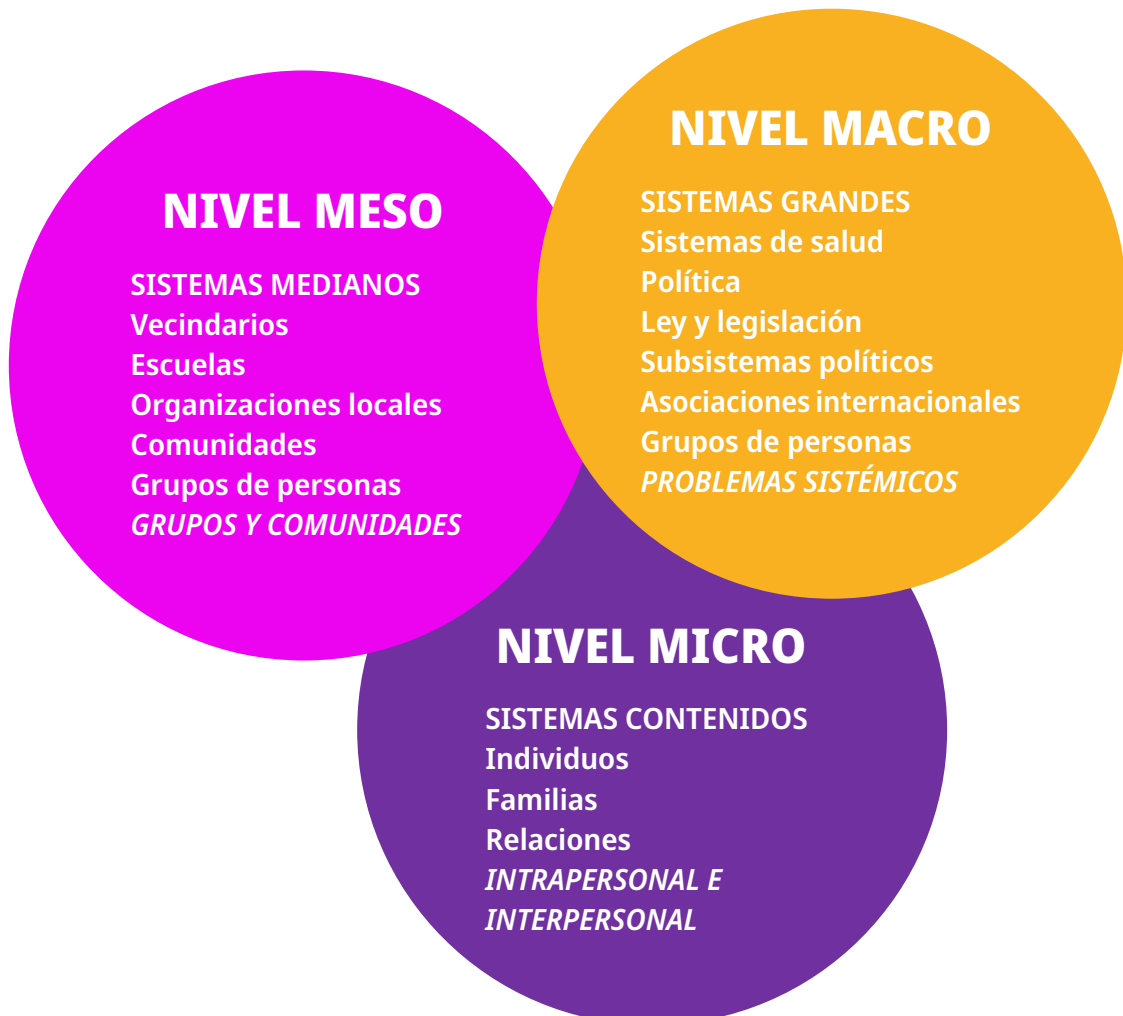 NIVEL MESO
SISTEMAS MEDIANOS
Vecindarios
Escuelas
Organizaciones locales
Comunidades
Grupos de personas
GRUPOS Y COMUNIDADES
NIVEL MACRO
SISTEMAS GRANDES
Sistemas de salud
Política
Ley y legislación
Subsistemas políticos
Asociaciones internacionales
Grupos de personas
PROBLEMAS SISTÉMICOS
NIVEL MICRO
SISTEMAS CONTENIDOS
Individuos
Familias
Relaciones
INTRAPERSONAL E
INTERPERSONAL